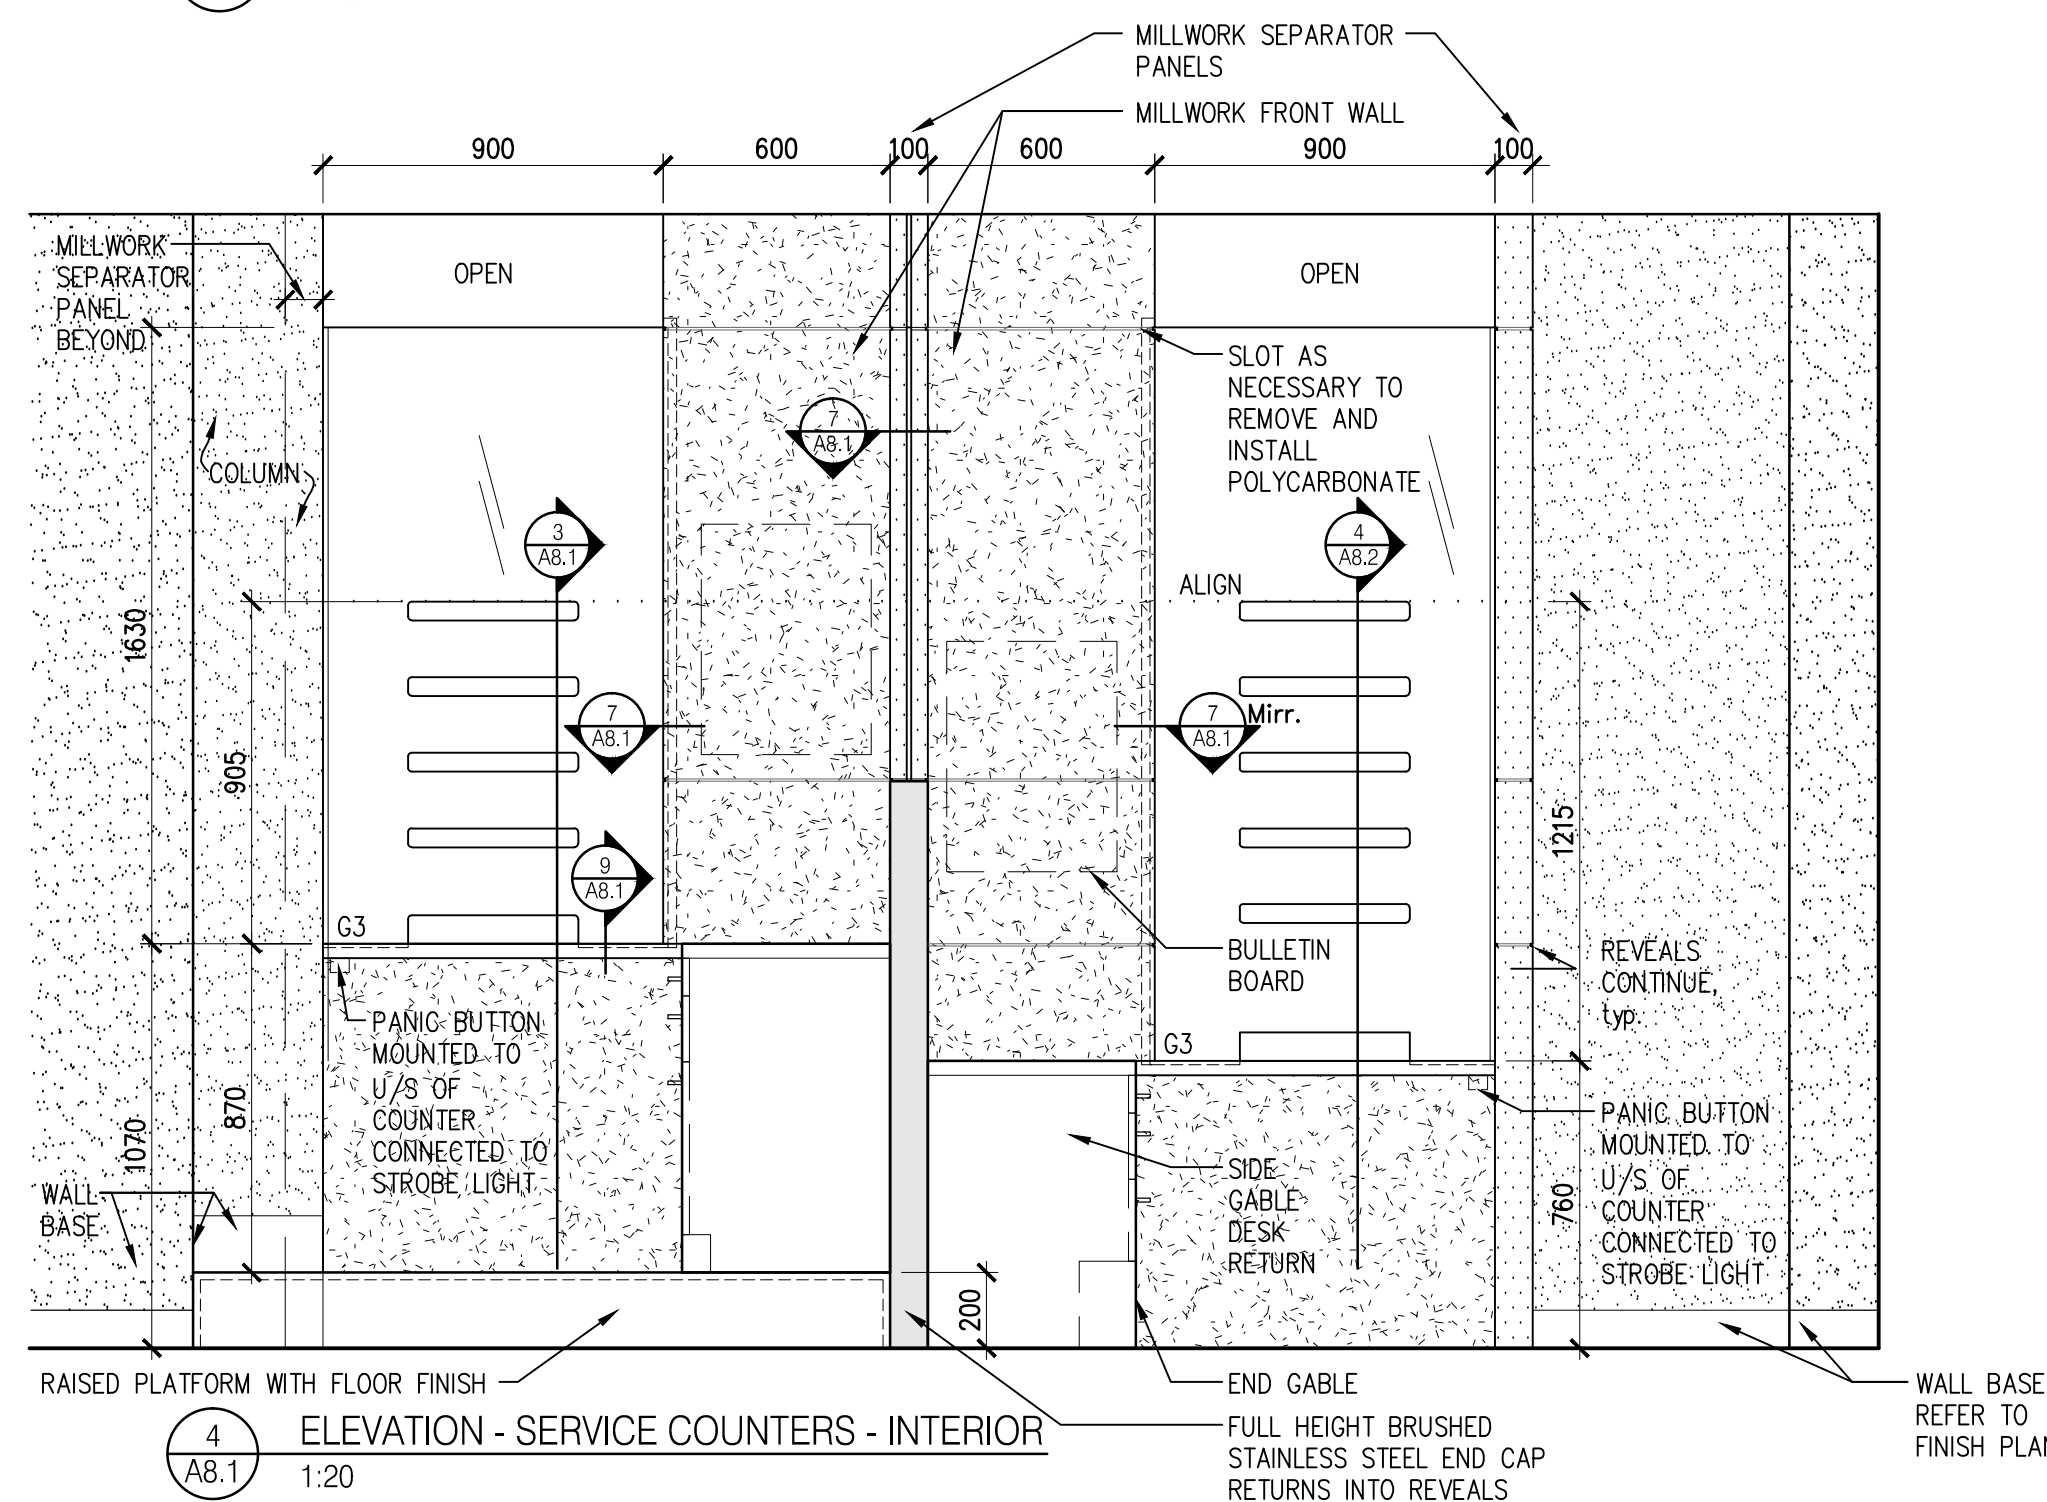 MILLWORK SEPARATOR
PANELS
MILLWORK FRONT WALL
900
600
100
600
900
100
MILLWORK
SEPARATOR
PANEL
BEYOND
OPEN
OPEN
SLOT AS
NECESSARY TO
REMOVE AND
INSTALL
POLYCARBONATE
7
A8.1
COLUMN
3
A8.1
4
A8.2
ALIGN
1630
905
7
A8.1
7
A8.1
Mirr.
1215
9
A8.1
G3
BULLETIN
BOARD
REVEALS
CONTINUE,
typ.
G3
PANIC BUTTON
MOUNTED TO
U/S OF
COUNTER
CONNECTED TO
STROBE LIGHT
870
1070
WALL
BASE
SIDE
GABLE
DESK
RETURN
760
PANIC BUTTON
MOUNTED TO
U/S OF
COUNTER
CONNECTED TO
STROBE LIGHT
200
RAISED PLATFORM WITH FLOOR FINISH
END GABLE
FULL HEIGHT BRUSHED
STAINLESS STEEL END CAP
RETURNS INTO REVEALS
WALL BASE
REFER TO
FINISH PLAN
4
A8.1
ELEVATION - SERVICE COUNTERS - INTERIOR
1:20